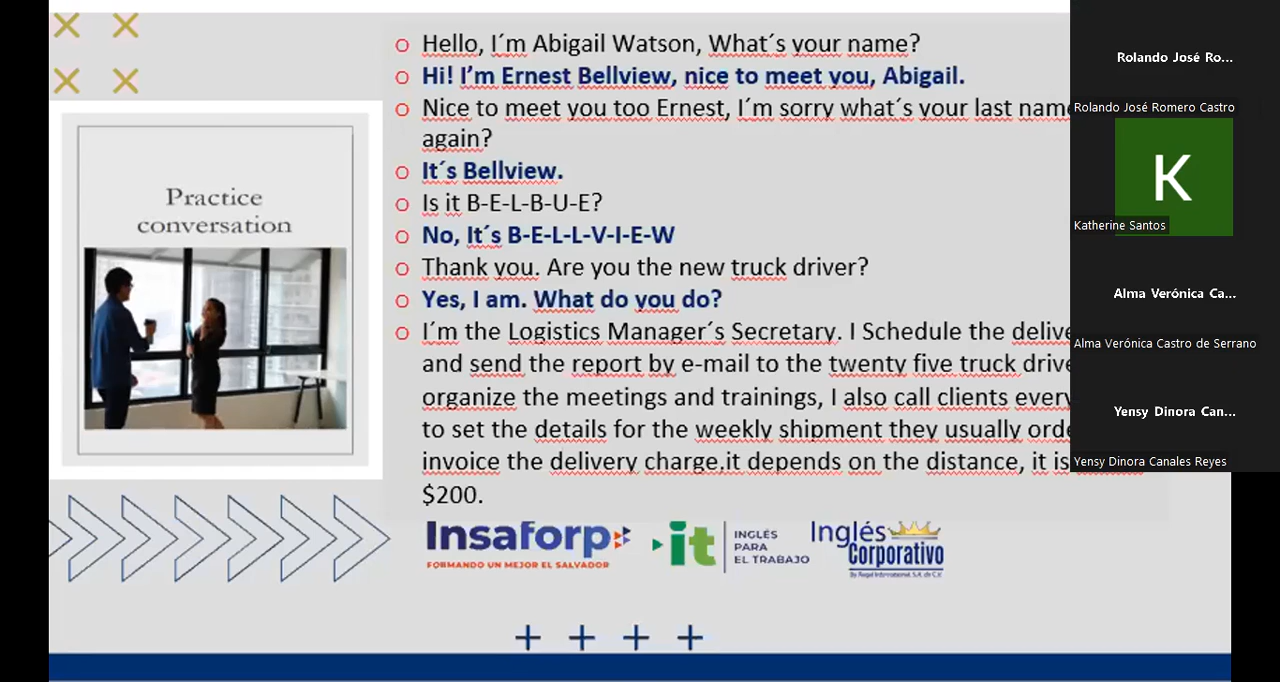 Hello, I´m Abigail Watson, What´s your name?
Hi! I’m Ernest Bellview, nice to meet you, Abigail.
Nice to meet you too Ernest, I´m sorry what´s your last name
again?
It´s Bellview.
Is it B-E-L-B-U-E?
No, It´s B-E-L-L-V-I-E-W
Thank you. Are you the new truck driver?
Yes, I am. What do you do?
I´m the Logistics Manager´s Secretary. I Schedule the
and send the report by e-mail to the twenty five truck
organize the meetings and trainings, I also call clients
to set the details for the weekly shipment they usually
invoice the delivery charge.it depends on the distance, it is
$200.
Practice
conversation
Insaforp
FORMANDO UN MEJOR EL SALVADOR
it
INGLÉS
PARA
EL TRABAJO
Inglés
Corporativo
Rolando José Ro...
Rolando José Romero Castro
K
Katherine Santos
Alma Verónica Ca...
Alma Verónica Castro de Serrano
Yensy Dinora Can...
Yensy Dinora Canales Reyes